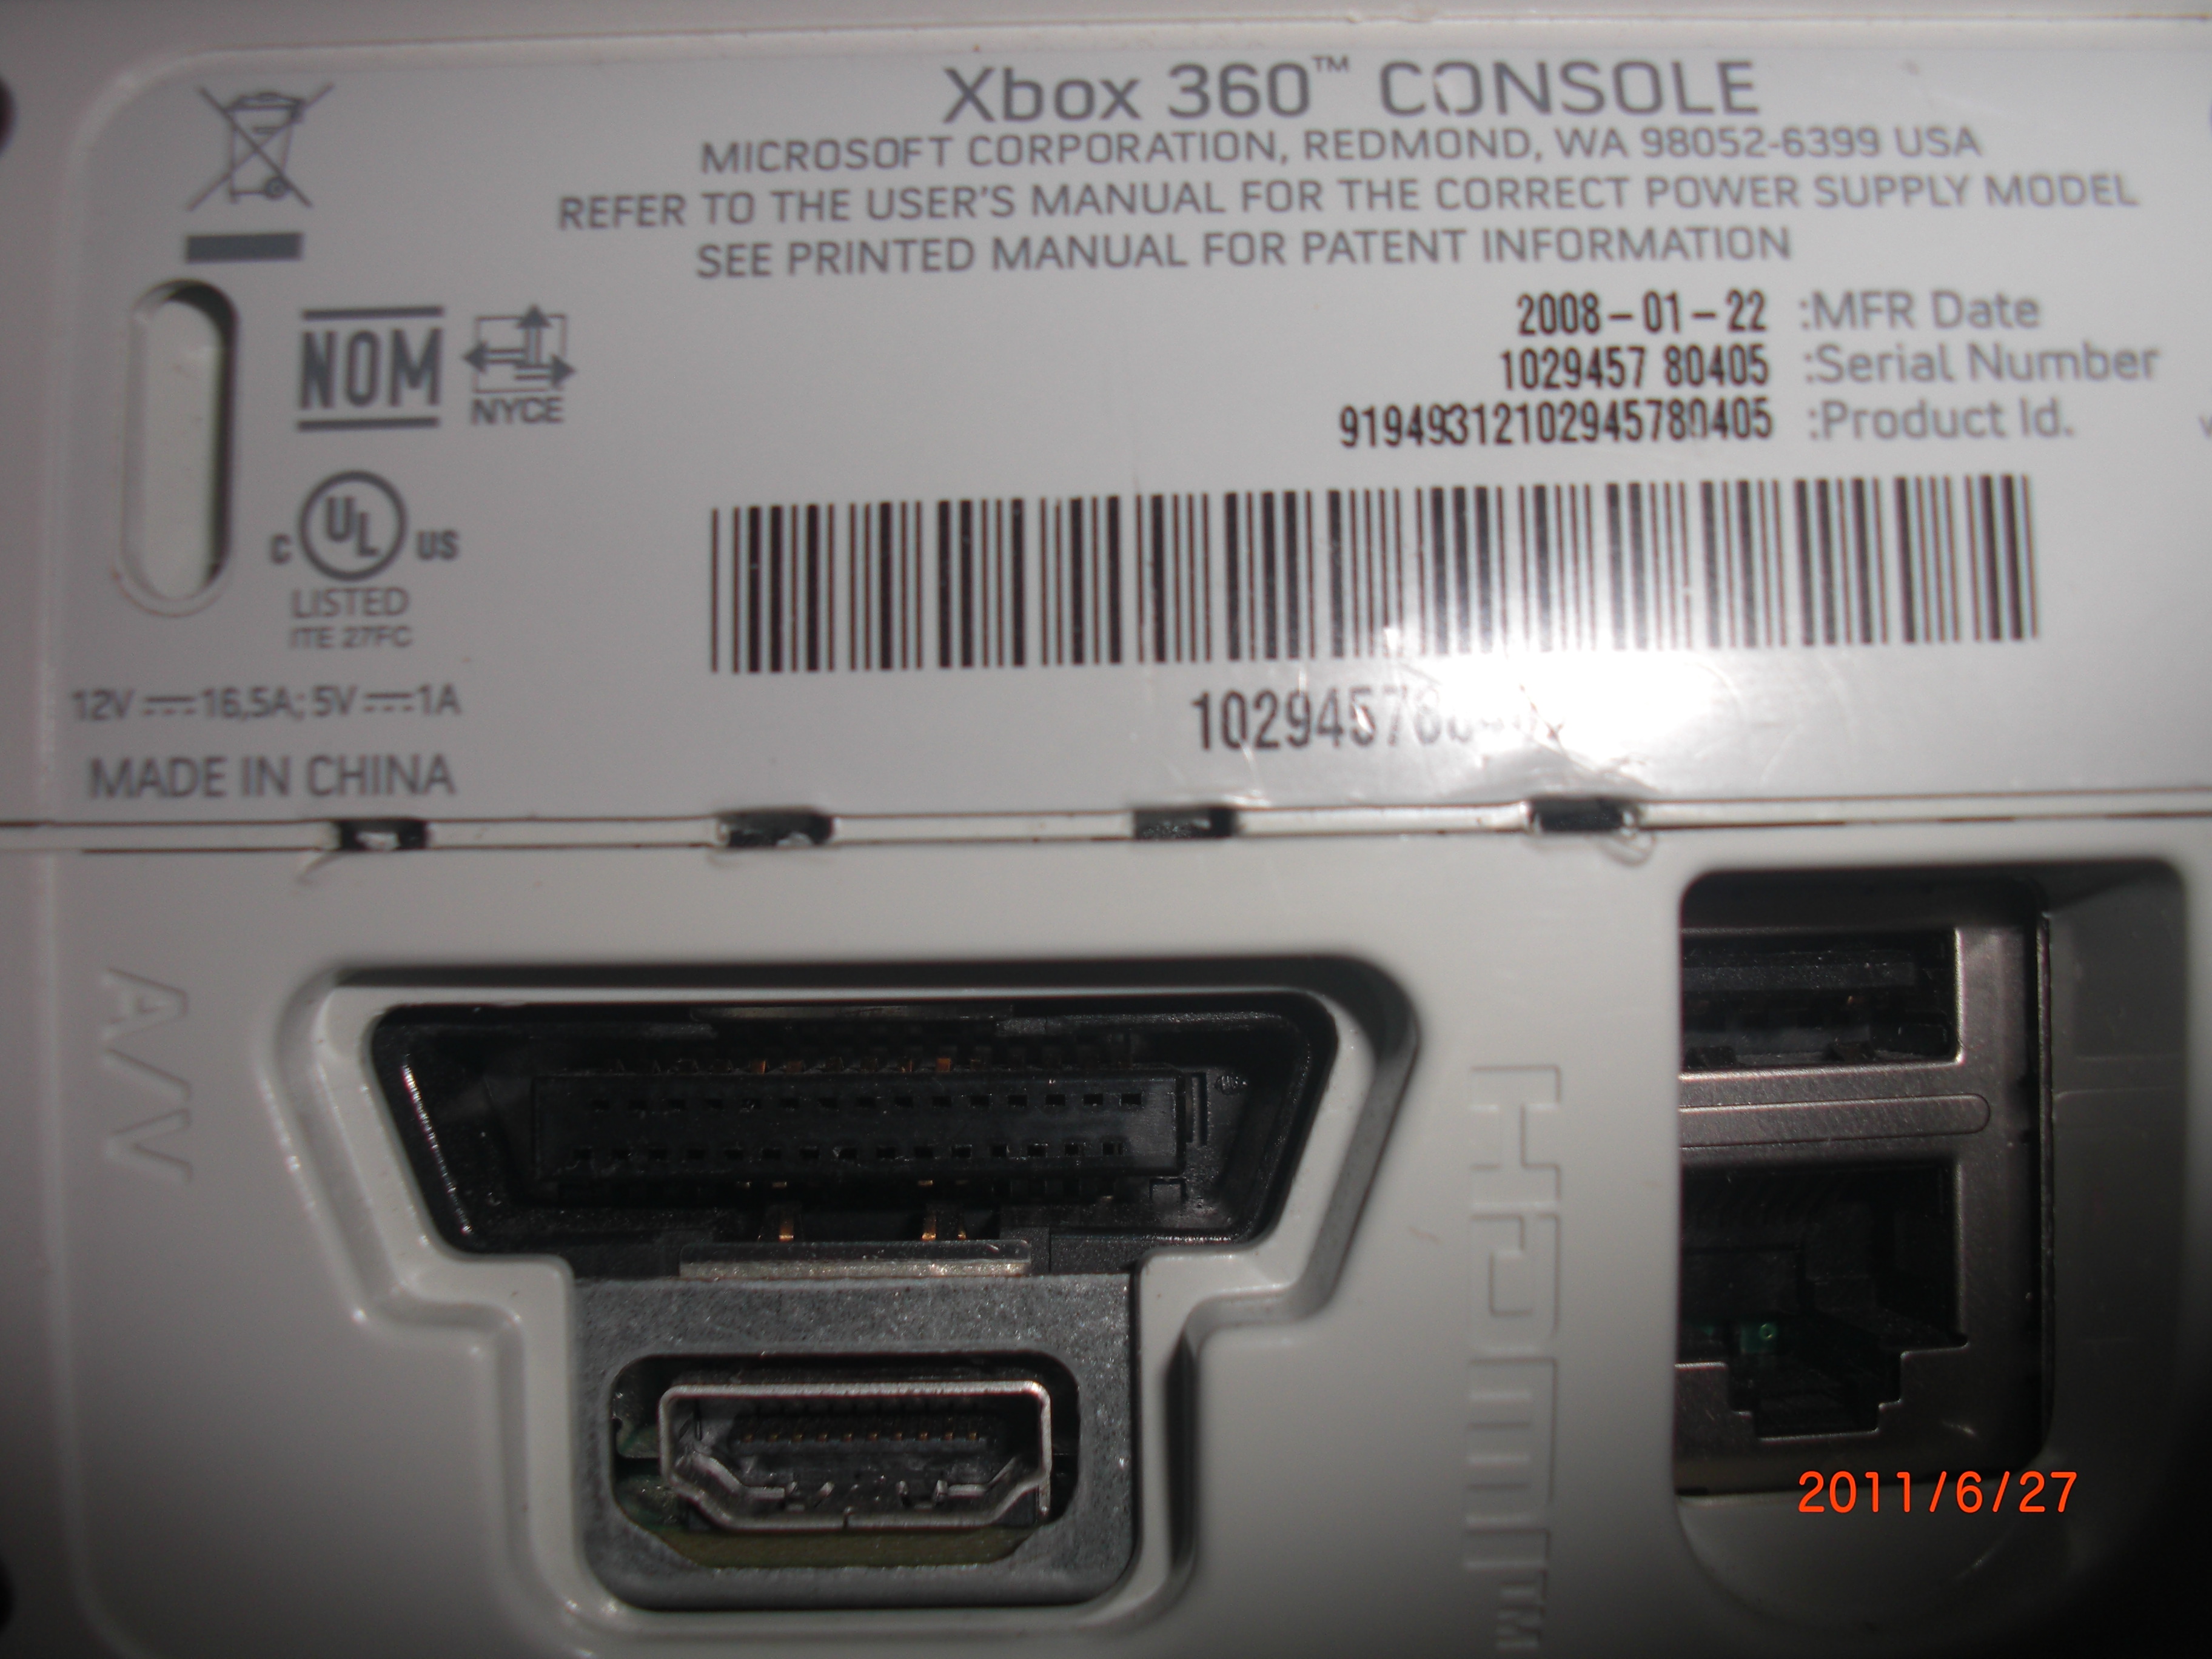 Xbox 360™ CONSOLE
MICROSOFT CORPORATION, REDMOND, WA 98052-6399 USA
REFER TO THE USER'S MANUAL FOR THE CORRECT POWER SUPPLY MODEL
SEE PRINTED MANUAL FOR PATENT INFORMATION
2008-01-22 :MFR Date
1029457 80405 :Serial Number
91949312102945780405 :Product Id.
NOM
NYCE
C UL US
LISTED
ITE 27FC
12V⎓16,5A; 5V⎓1A
MADE IN CHINA
A/V
HDMI™
2011/6/27